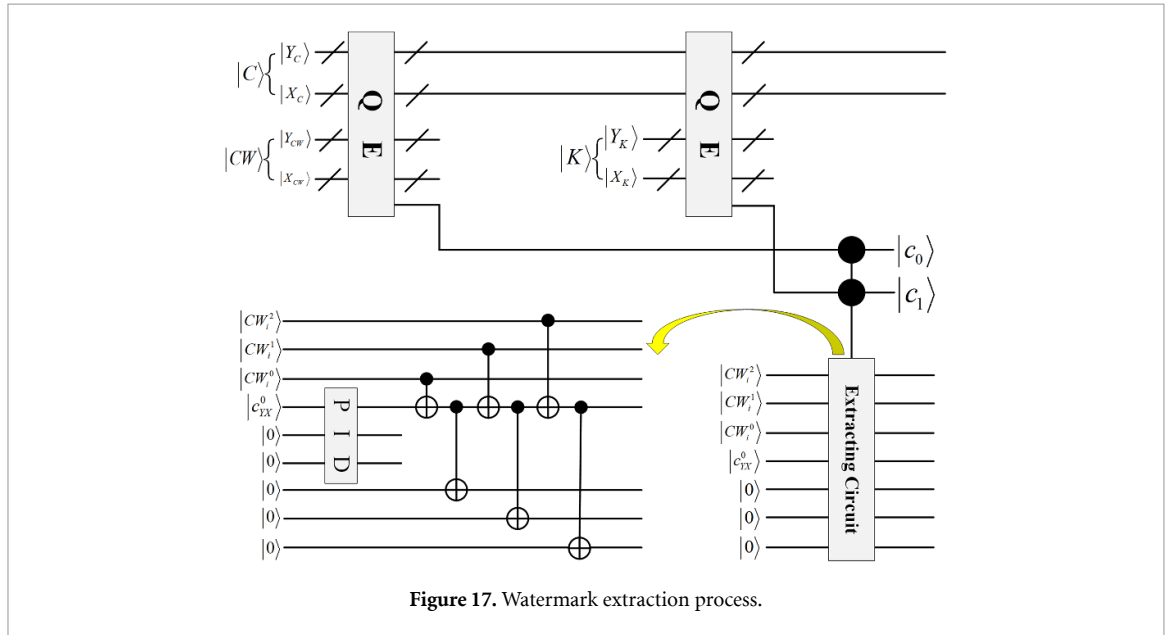 |C⟩ { |Y_C⟩
|X_C⟩
|CW⟩ { |Y_CW⟩
|X_CW⟩
Q E
|K⟩ { |Y_K⟩
|X_K⟩
Q E
|c_0⟩
|c_1⟩
|CW_i^2⟩
|CW_i^1⟩
|CW_i^0⟩
|c_YX^0⟩
|0⟩
|0⟩
|0⟩
|0⟩
|0⟩
P I D
|CW_i^2⟩
|CW_i^1⟩
|CW_i^0⟩
|c_YX^0⟩
|0⟩
|0⟩
|0⟩
Extracting Circuit
Figure 17. Watermark extraction process.